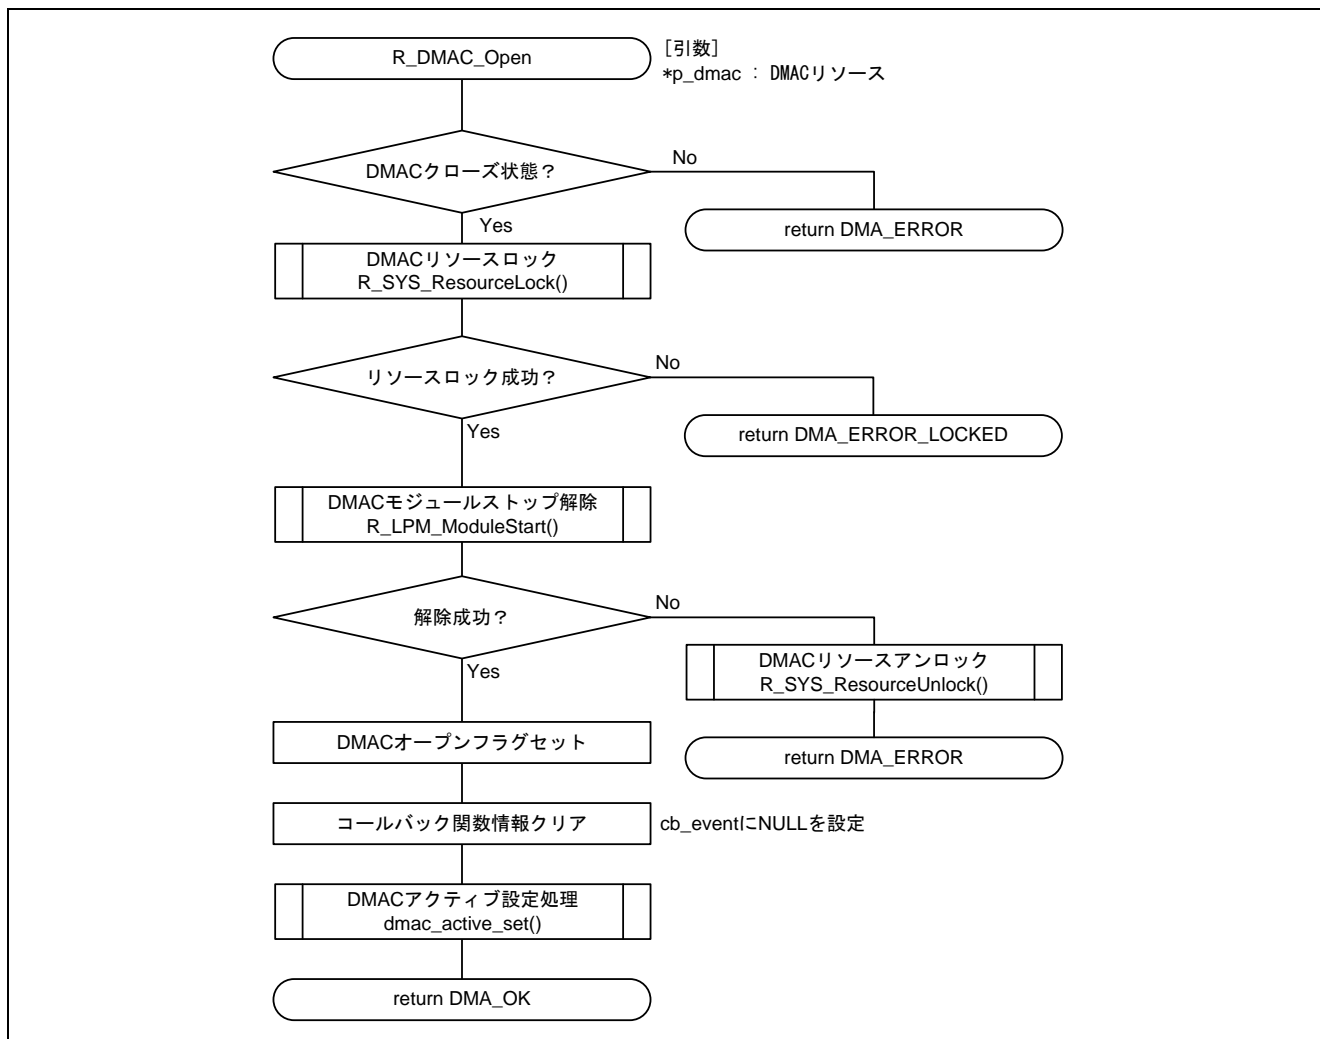 R_DMAC_Open
[引数]
*p_dmac : DMACリソース
DMACクローズ状態?
No
return DMA_ERROR
Yes
DMACリソースロック
R_SYS_ResourceLock()
リソースロック成功?
No
return DMA_ERROR_LOCKED
Yes
DMACモジュールストップ解除
R_LPM_ModuleStart()
解除成功?
No
DMACリソースアンロック
R_SYS_ResourceUnlock()
return DMA_ERROR
Yes
DMACオープンフラグセット
コールバック関数情報クリア
cb_eventにNULLを設定
DMACアクティブ設定処理
dmac_active_set()
return DMA_OK